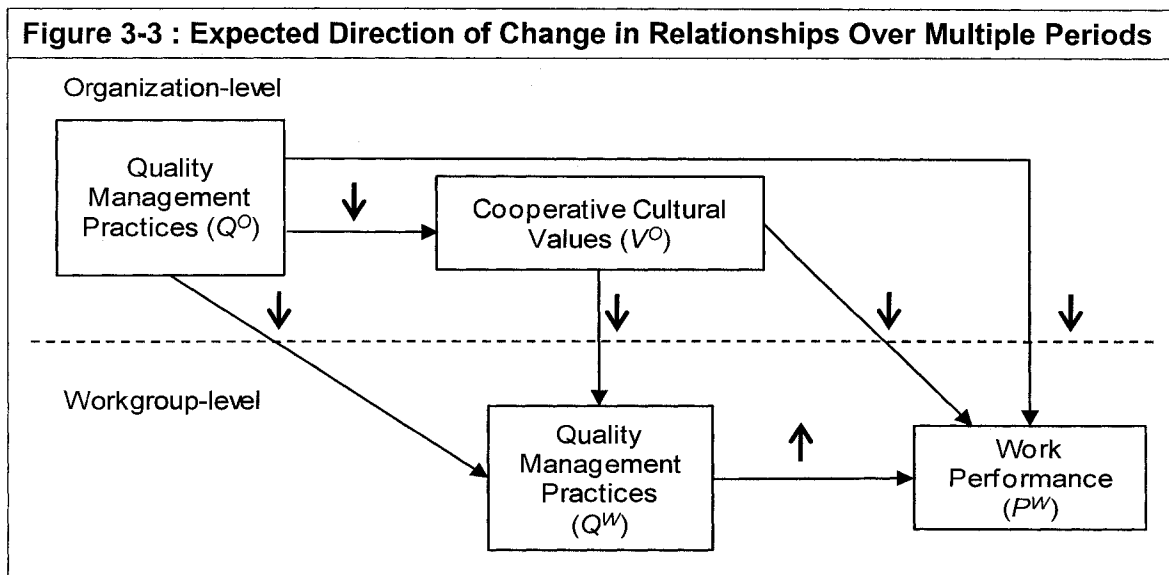 Figure 3-3 : Expected Direction of Change in Relationships Over Multiple Periods
Organization-level
Quality
Management
Practices (Q^O)
Cooperative Cultural
Values (V^O)
Workgroup-level
Quality
Management
Practices
(Q^W)
Work
Performance
(P^W)